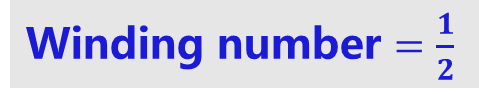 Winding number = 1/2